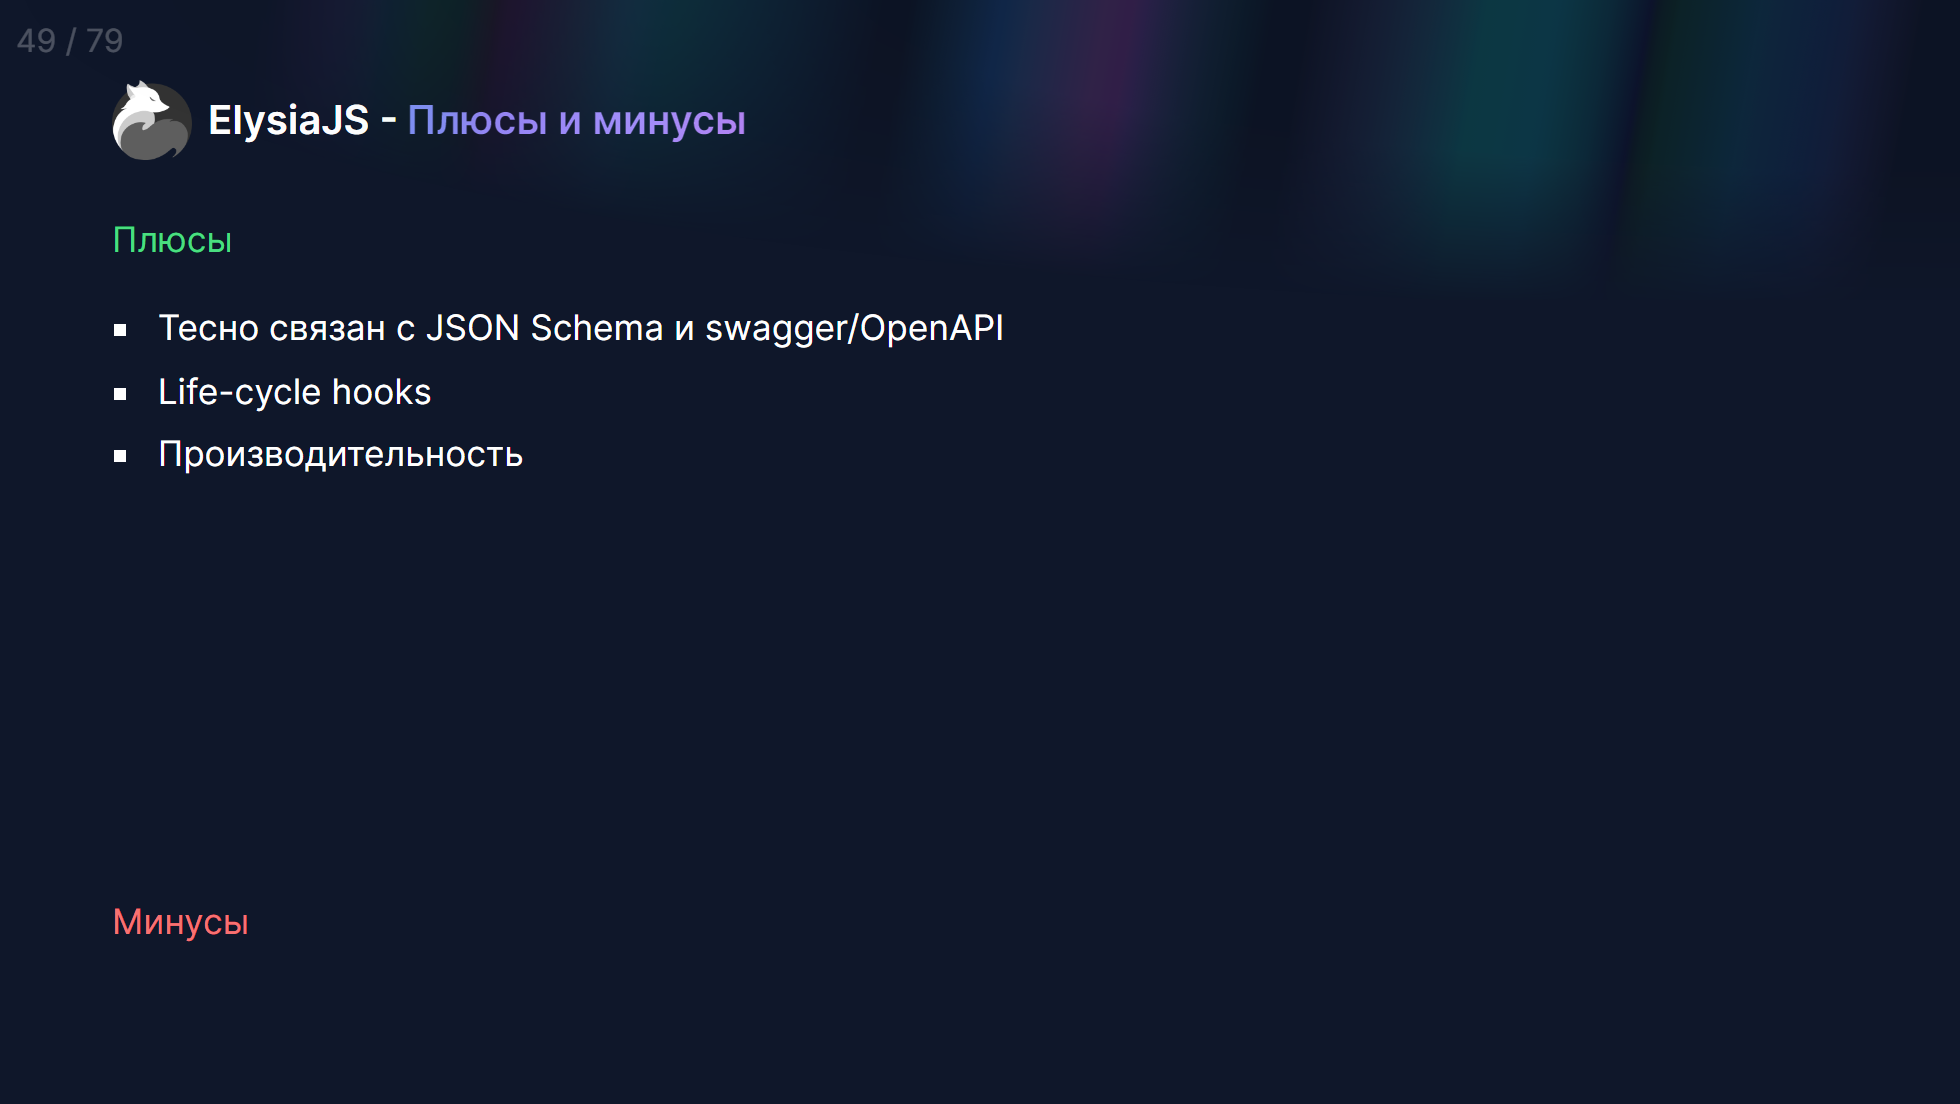 49 / 79
ElysiaJS - Плюсы и минусы
Плюсы
Тесно связан с JSON Schema и swagger/OpenAPI
Life-cycle hooks
Производительность
Минусы